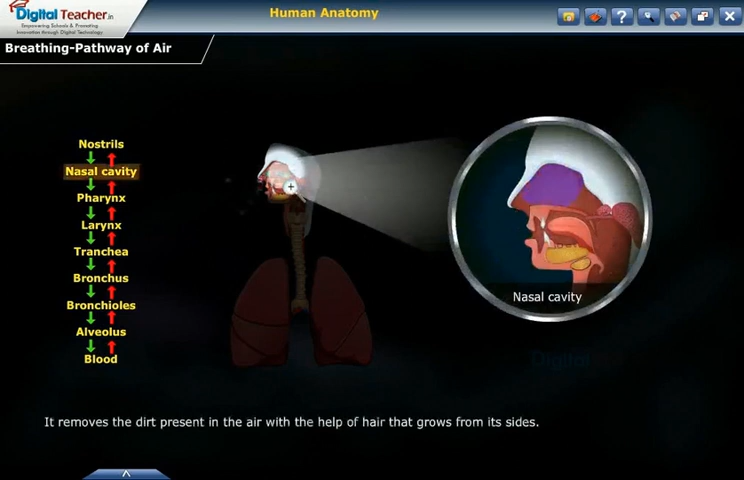 Digital Teacher.in
Empowering Schools & Promoting
Innovation through Digital Technology
Human Anatomy
Breathing-Pathway of Air
Nostrils
Nasal cavity
Pharynx
Larynx
Tranchea
Bronchus
Bronchioles
Alveolus
Blood
Nasal cavity
Digital
It removes the dirt present in the air with the help of hair that grows from its sides.